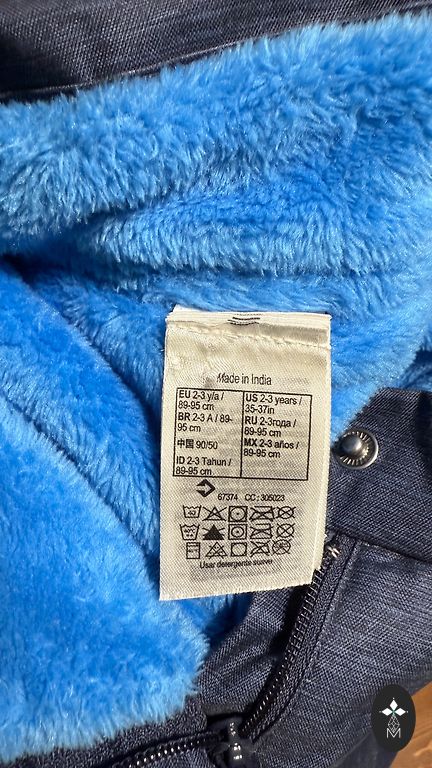 Made in India
EU 2-3 y/a /
89-95 cm
BR 2-3 A / 89-
95 cm
中国 90/50
ID 2-3 Tahun /
89-95 cm
US 2-3 years /
35-37in
RU 2-3года /
89-95 cm
MX 2-3 años /
89-95 cm
67374 CC : 305023
Usar detergente suave